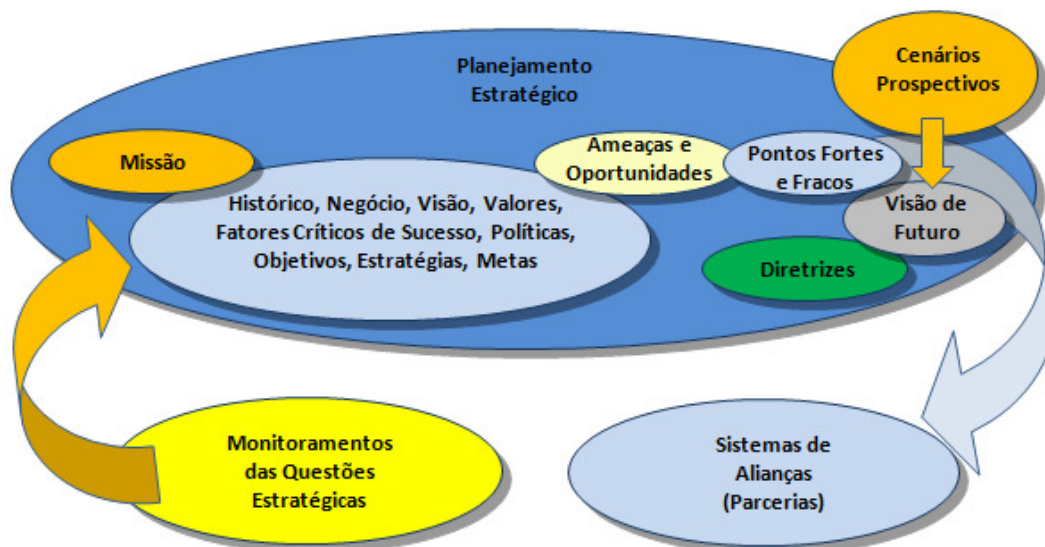 Planejamento
Estratégico
Cenários
Prospectivos
Missão
Ameaças e
Oportunidades
Pontos Fortes
e Fracos
Histórico, Negócio, Visão, Valores,
Fatores Críticos de Sucesso, Políticas,
Objetivos, Estratégias, Metas
Visão de
Futuro
Diretrizes
Monitoramentos
das Questões
Estratégicas
Sistemas de
Alianças
(Parcerias)